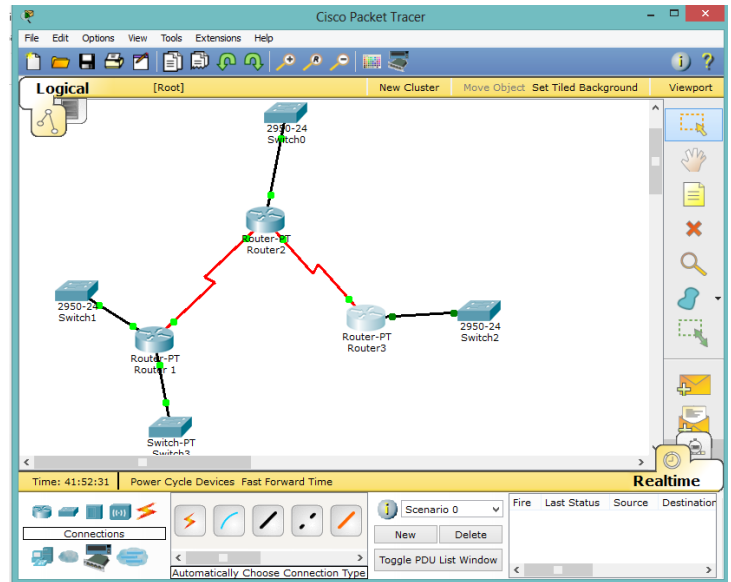 Cisco Packet Tracer
File Edit Options View Tools Extensions Help
Logical [Root] New Cluster Move Object Set Tiled Background Viewport
2950-24
Switch0
Router-PT
Router2
2950-24
Switch1
Router-PT
Router 1
Router-PT
Router3
2950-24
Switch2
Switch-PT
Switch3
Time: 41:52:31 Power Cycle Devices Fast Forward Time Realtime
Connections
Automatically Choose Connection Type
Scenario 0
New Delete
Toggle PDU List Window
Fire Last Status Source Destination